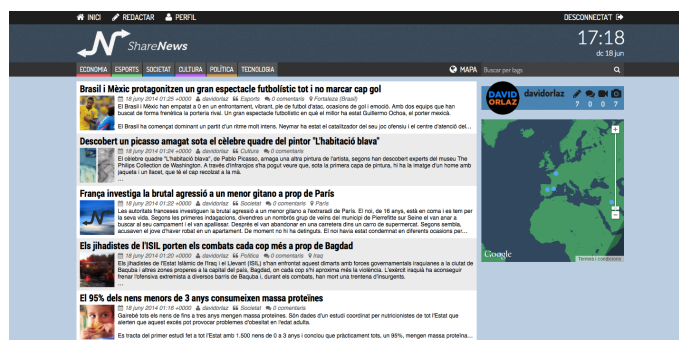 INICI REDACTAR PERFIL DESCONNECTA'T
ShareNews
17:18
dc 18 jun
ECONOMIA ESPORTS SOCIETAT CULTURA POLÍTICA TECNOLOGIA MAPA Buscar per tags
Brasil i Mèxic protagonitzen un gran espectacle futbolístic tot i no marcar cap gol
18 juny 2014 01:25 +0000 davidorlaz Esports 0 comentaris Fortaleza (Brasil)
El Brasil i Mèxic han empatat a 0 en un enfrontament, vibrant, ple de futbol d'atac, ocasions de gol i emoció. Amb dos equips que han
buscat de forma frenètica la porteria rival. Un gran espectacle futbolístic en què el millor ha estat Guillermo Ochoa, el porter mexicà.
El Brasil ha començat dominant un partit d'un ritme molt intens. Neymar ha estat el catalitzador del seu joc ofensiu i el centre d'atenció del...
Descobert un picasso amagat sota el cèlebre quadre del pintor "L'habitació blava"
18 juny 2014 01:24 +0000 davidorlaz Cultura 0 comentaris
El cèlebre quadre "L'habitació blava", de Pablo Picasso, amaga una altra pintura de l'artista, segons han descobert experts del museu The
Philips Collection de Washington. A través d'infrarojos s'ha pogut veure que, sota la primera capa de pintura, hi ha la imatge d'un home amb
jaqueta i un llacet, que té el cap recolzat a la mà.
...
França investiga la brutal agressió a un menor gitano a prop de París
18 juny 2014 01:22 +0000 davidorlaz Societat 0 comentaris París
Les autoritats franceses investiguen la brutal agressió a un menor gitano a l'extraradi de París. El noi, de 16 anys, està en coma i es tem per
la seva vida. Segons les primeres indagacions, divendres un nombrós grup de veïns del municipi de Pierrefitte sur Seine el van anar a
buscar al seu campament i el van apallissar. Després el van abandonar en una carretera dins un carro de supermercat. Segons sembla,
acusaven el jove d'haver robat en un apartament. De moment no hi ha detinguts. El noi havia estat condemnat en diferents ocasions per...
Els jihadistes de l'ISIL porten els combats cada cop més a prop de Bagdad
18 juny 2014 01:20 +0000 davidorlaz Política 0 comentaris Iraq
Els jihadistes de l'Estat Islàmic de l'Iraq i el Llevant (ISIL) s'han enfrontat aquest dimarts amb forces governamentals iraquianes a la ciutat de
Baquba i altres zones properes a la capital del país, Bagdad, on cada cop s'hi aproxima més la violència. L'exèrcit iraquià ha aconseguir
frenar l'ofensiva extremista a diversos barris de Baquba i, durant els combats, han mort una trentena d'insurgents.
...
El 95% dels nens menors de 3 anys consumeixen massa proteïnes
18 juny 2014 01:16 +0000 davidorlaz Societat 0 comentaris
Gairebé tots els nens de fins a tres anys mengen massa proteïnes. Són dades d'un estudi coordinat per nutricionistes de tot l'Estat que
alerten que aquest excés pot provocar problemes d'obesitat en l'edat adulta.
Es tracta del primer estudi fet a tot l'Estat amb 1.500 nens de 0 a 3 anys i conclou que pràcticament tots, un 95%, mengen massa proteïna...
DAVID
ORLAZ
davidorlaz
7 0 0 7
Google
Termes i condicions